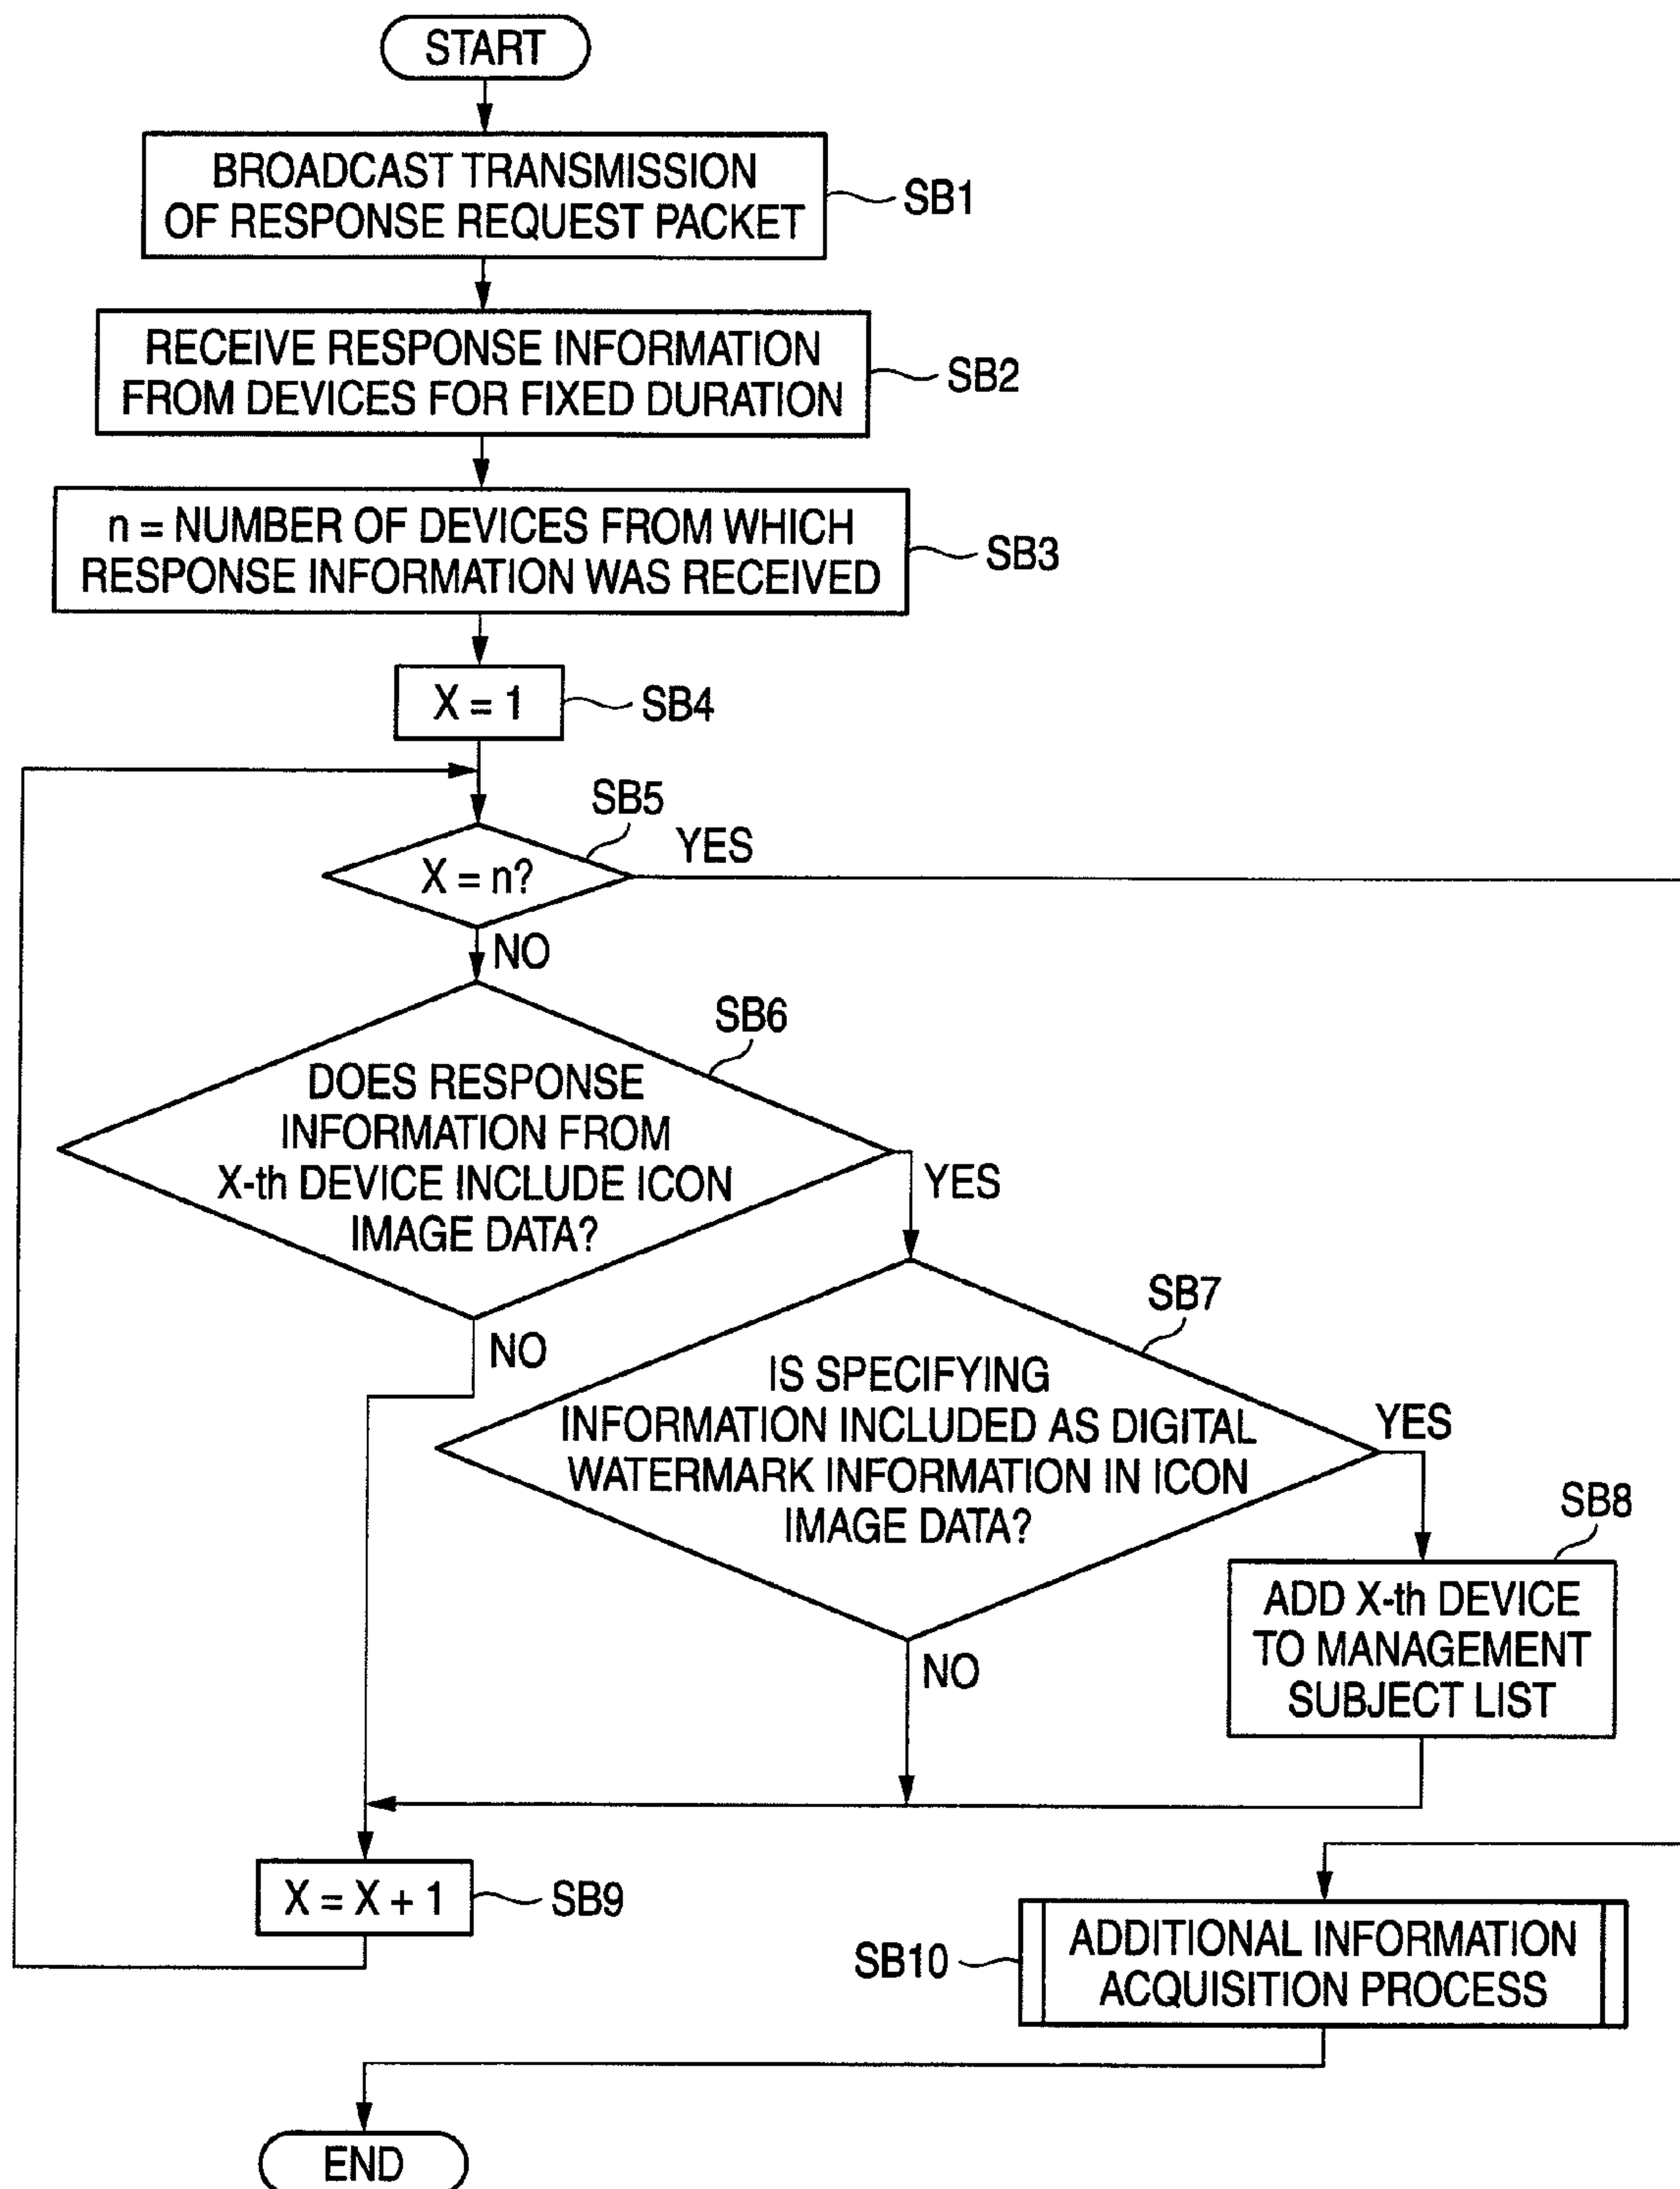 START
BROADCAST TRANSMISSION
OF RESPONSE REQUEST PACKET
SB1
RECEIVE RESPONSE INFORMATION
FROM DEVICES FOR FIXED DURATION
SB2
n = NUMBER OF DEVICES FROM WHICH
RESPONSE INFORMATION WAS RECEIVED
SB3
X = 1
SB4
SB5
X = n?
YES
NO
SB6
DOES RESPONSE
INFORMATION FROM
X-th DEVICE INCLUDE ICON
IMAGE DATA?
YES
NO
SB7
IS SPECIFYING
INFORMATION INCLUDED AS DIGITAL
WATERMARK INFORMATION IN ICON
IMAGE DATA?
YES
NO
SB8
ADD X-th DEVICE
TO MANAGEMENT
SUBJECT LIST
X = X + 1
SB9
SB10
ADDITIONAL INFORMATION
ACQUISITION PROCESS
END